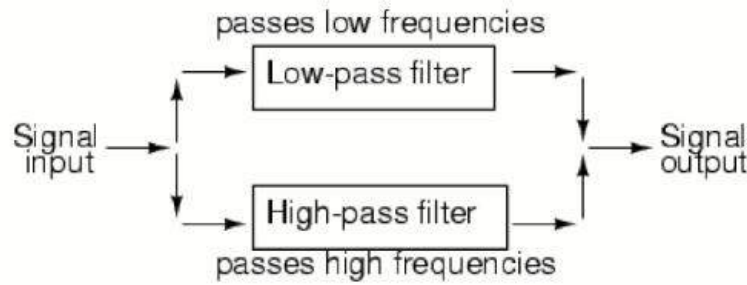 passes low frequencies
Low-pass filter
Signal
input
Signal
output
High-pass filter
passes high frequencies